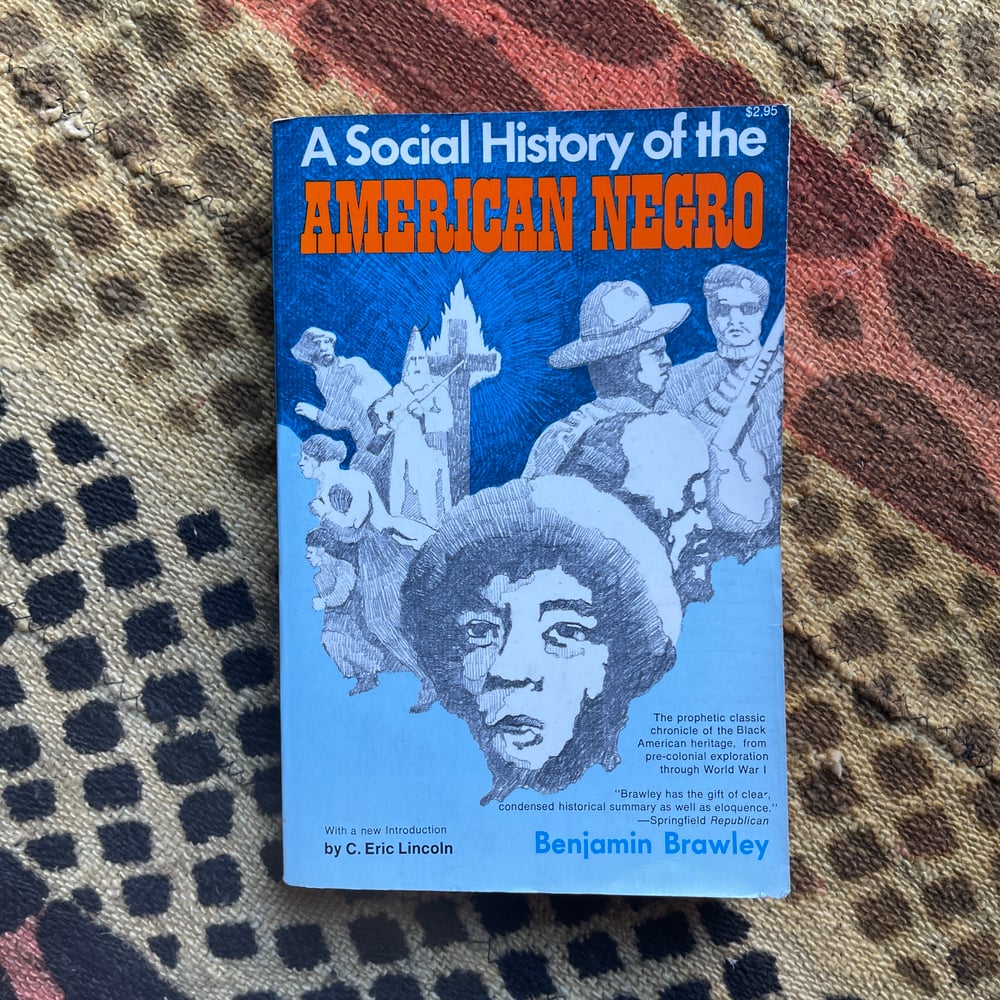 $2.95
A Social History of the
AMERICAN NEGRO
The prophetic classic
chronicle of the Black
American heritage, from
pre-colonial exploration
through World War I
"Brawley has the gift of clear,
condensed historical summary as well as eloquence."
—Springfield Republican
With a new Introduction
by C. Eric Lincoln
Benjamin Brawley